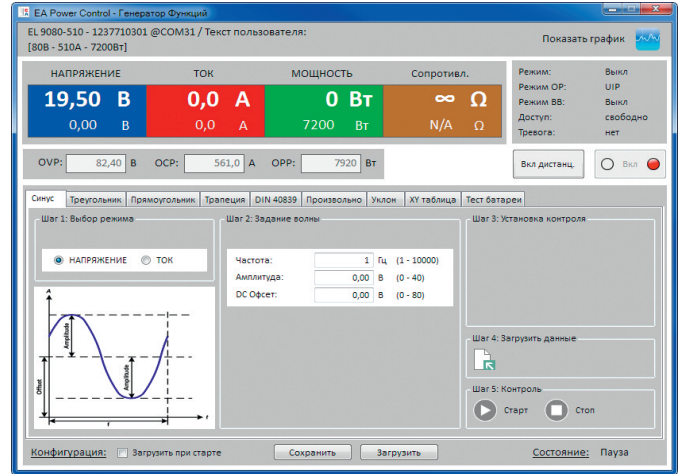 EA Power Control - Генератор Функций
EL 9080-510 - 1237710301 @COM31 / Текст пользователя:
[80В - 510А - 7200Вт]
Показать график
НАПРЯЖЕНИЕ ТОК МОЩНОСТЬ Сопротивл.
19,50 В 0,0 А 0 Вт ∞ Ω
0,00 В 0,0 А 7200 Вт N/A Ω
Режим: Выкл
Режим ОР: UIP
Режим ВВ: Выкл
Доступ: свободно
Тревога: нет
OVP: 82,40 В OCP: 561,0 А OPP: 7920 Вт
Вкл дистанц. Вкл
Синус Треугольник Прямоугольник Трапеция DIN 40839 Произвольно Уклон XY таблица Тест батареи
Шаг 1: Выбор режима
НАПРЯЖЕНИЕ ТОК
Шаг 2: Задание волны
Частота: 1 Гц (1 - 10000)
Амплитуда: 0,00 В (0 - 40)
DC Офсет: 0,00 В (0 - 80)
Шаг 3: Установка контроля
A
Amplitude
Amplitude
Offset
f
t
Шаг 4: Загрузить данные
Шаг 5: Контроль
Старт Стоп
Конфигурация: Загрузить при старте Сохранить Загрузить Состояние: Пауза